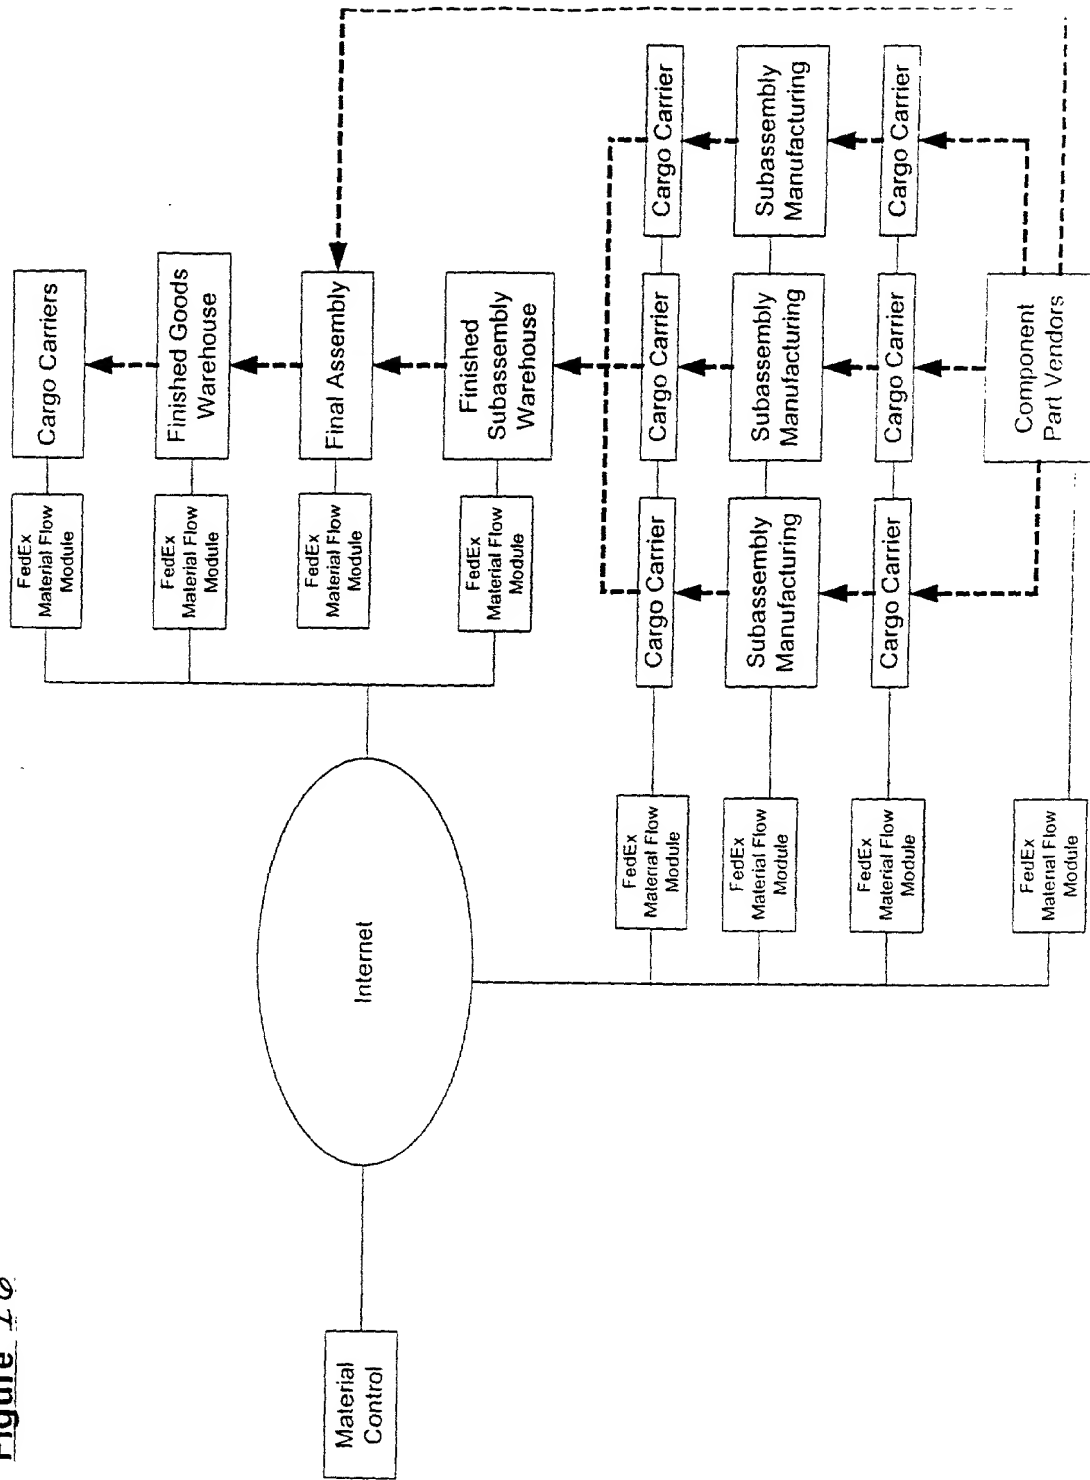 Figure
Material
Control
Internet
FedEx
Material Flow
Module
Cargo Carriers
FedEx
Material Flow
Module
Finished Goods
Warehouse
FedEx
Material Flow
Module
Final Assembly
FedEx
Material Flow
Module
Finished
Subassembly
Warehouse
FedEx
Material Flow
Module
Cargo Carrier
Cargo Carrier
Cargo Carrier
FedEx
Material Flow
Module
Subassembly
Manufacturing
Subassembly
Manufacturing
Subassembly
Manufacturing
FedEx
Material Flow
Module
Cargo Carrier
Cargo Carrier
Cargo Carrier
FedEx
Material Flow
Module
Component
Part Vendors